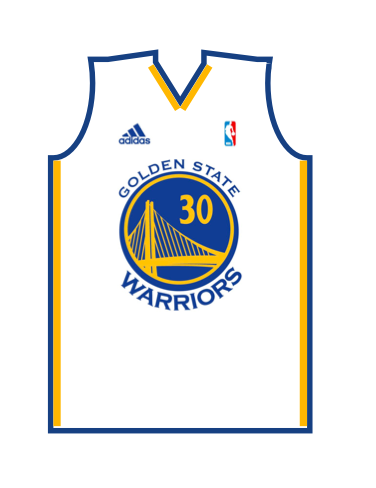 adidas
GOLDEN STATE
30
WARRIORS